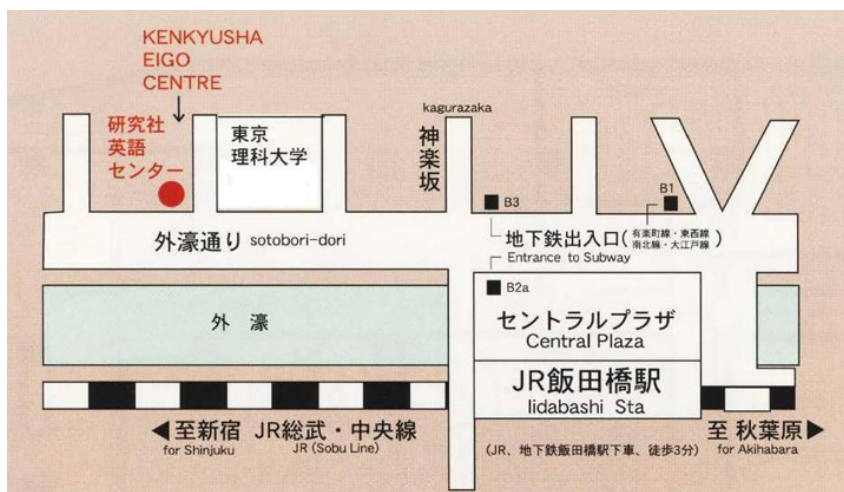 KENKYUSHA
EIGO
CENTRE
研究社
英語
センター
東京
理科大学
kagurazaka
神楽坂
B3
B1
外濠通り sotobori-dori
地下鉄出入口(有楽町線・東西線
南北線・大江戸線)
Entrance to Subway
B2a
外 濠
セントラルプラザ
Central Plaza
JR飯田橋駅
Iidabashi Sta
◀至新宿 JR総武・中央線
for Shinjuku JR (Sobu Line)
(JR、地下鉄飯田橋駅下車、徒歩3分)
至 秋葉原▶
for Akihabara